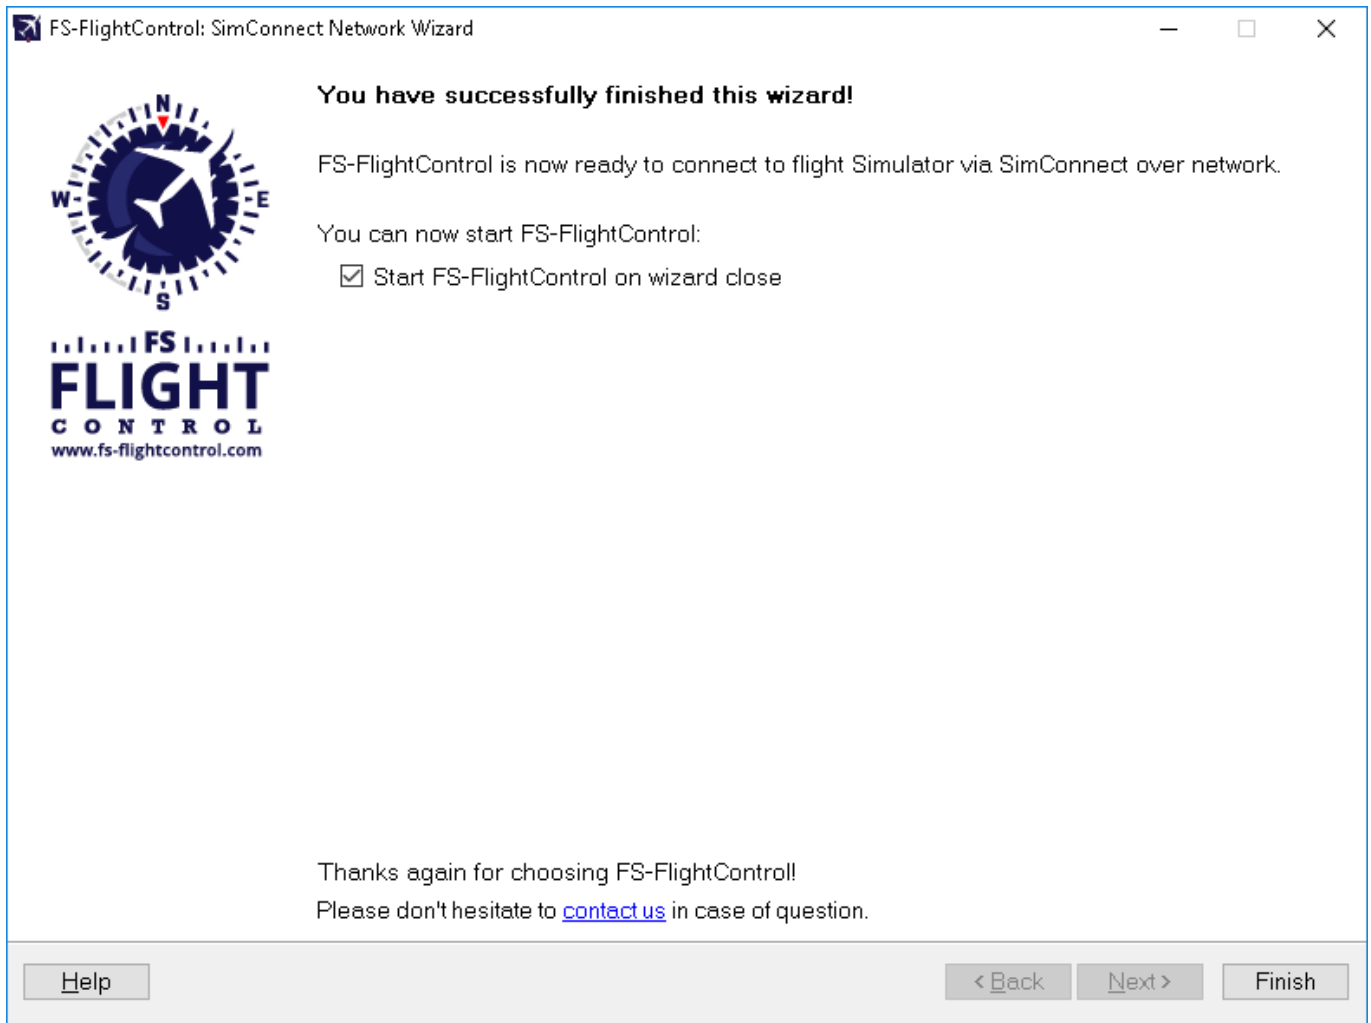 FS-FlightControl: SimConnect Network Wizard
You have successfully finished this wizard!
FS-FlightControl is now ready to connect to flight Simulator via SimConnect over network.
You can now start FS-FlightControl:
Start FS-FlightControl on wizard close
N
W
E
S
FS
FLIGHT
CONTROL
www.fs-flightcontrol.com
Thanks again for choosing FS-FlightControl!
Please don't hesitate to contact us in case of question.
Help
< Back
Next >
Finish